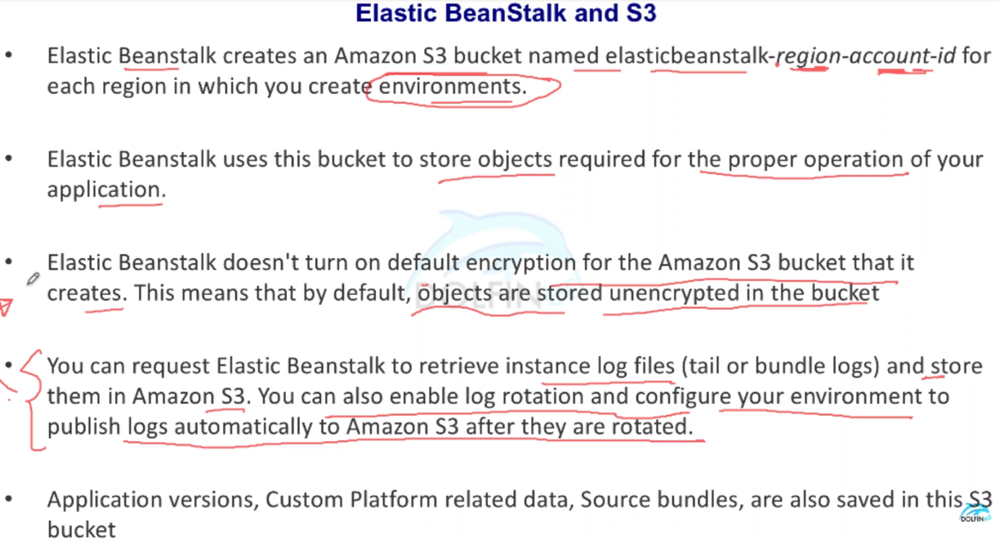 Elastic BeanStalk and S3
• Elastic Beanstalk creates an Amazon S3 bucket named elasticbeanstalk-region-account-id for
each region in which you create environments.
• Elastic Beanstalk uses this bucket to store objects required for the proper operation of your
application.
• Elastic Beanstalk doesn't turn on default encryption for the Amazon S3 bucket that it
creates. This means that by default, objects are stored unencrypted in the bucket
• You can request Elastic Beanstalk to retrieve instance log files (tail or bundle logs) and store
them in Amazon S3. You can also enable log rotation and configure your environment to
publish logs automatically to Amazon S3 after they are rotated.
• Application versions, Custom Platform related data, Source bundles, are also saved in this S3
bucket
DOLFINed
DOLFINed